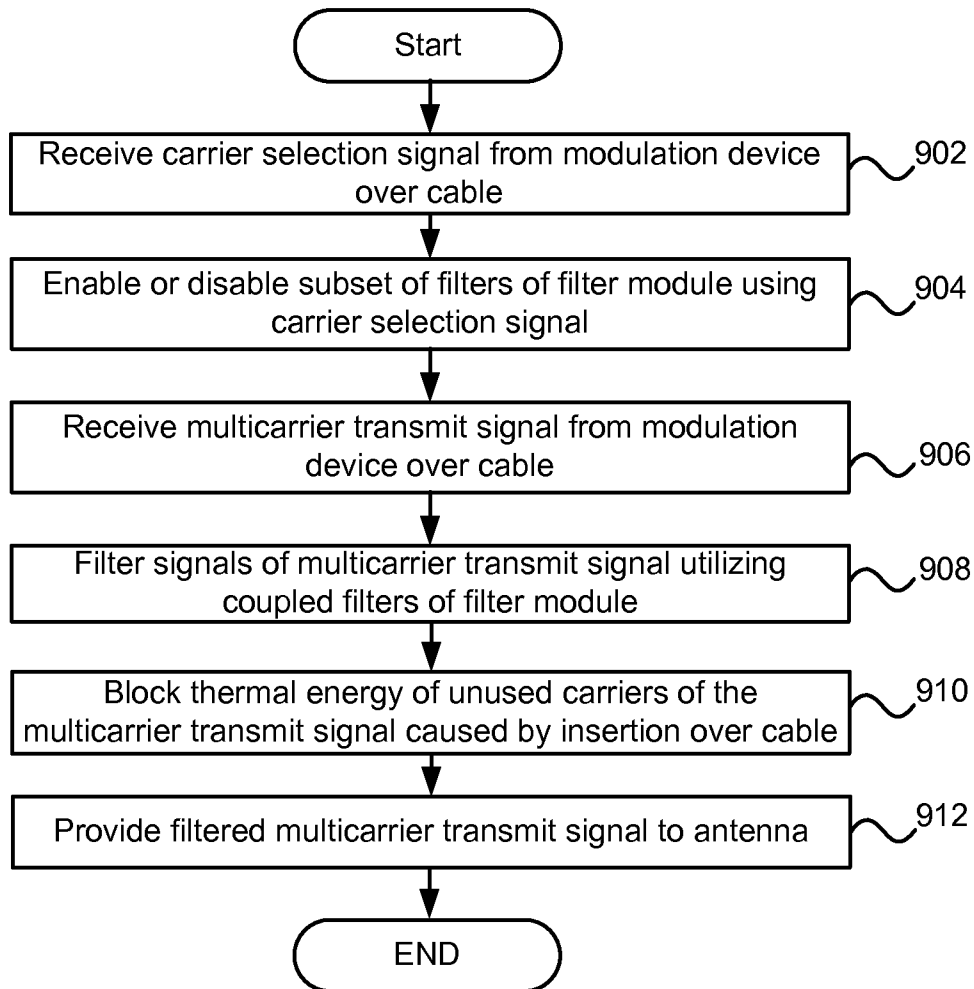 Start
Receive carrier selection signal from modulation device
over cable
902
Enable or disable subset of filters of filter module using
carrier selection signal
904
Receive multicarrier transmit signal from modulation
device over cable
906
Filter signals of multicarrier transmit signal utilizing
coupled filters of filter module
908
Block thermal energy of unused carriers of the
multicarrier transmit signal caused by insertion over cable
910
Provide filtered multicarrier transmit signal to antenna
912
END